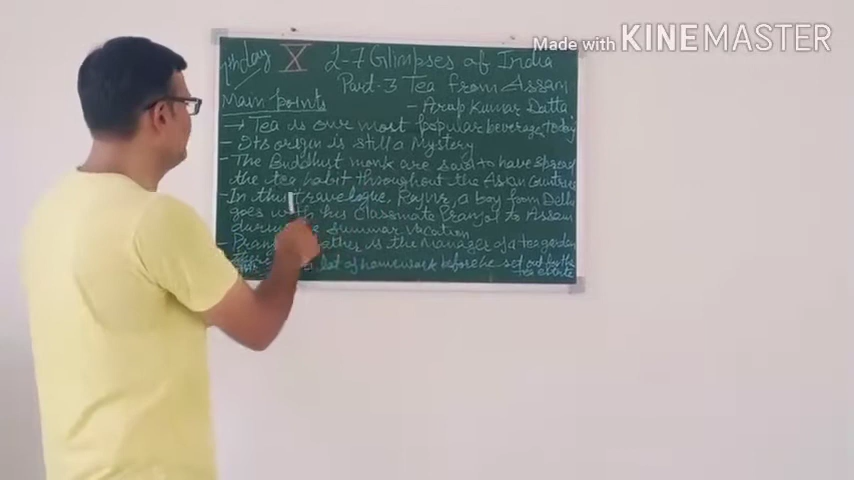 Made with KINEMASTER
7th day X L-7 Glimpses of India
Part-3 Tea from Assam
Main points - Arup Kumar Datta
→ Tea is our most popular beverage today
- Its origin is still a Mystery
- The Buddhist monk are said to have spread
the tea habit throughout the Asian Countries
- In this travelogue, Rajvir, a boy from Delhi
goes with his Classmate Pranjol to Assam
during summer vacation
- is the Manager of a tea garden
lot of homework before he set out for the
tea estate